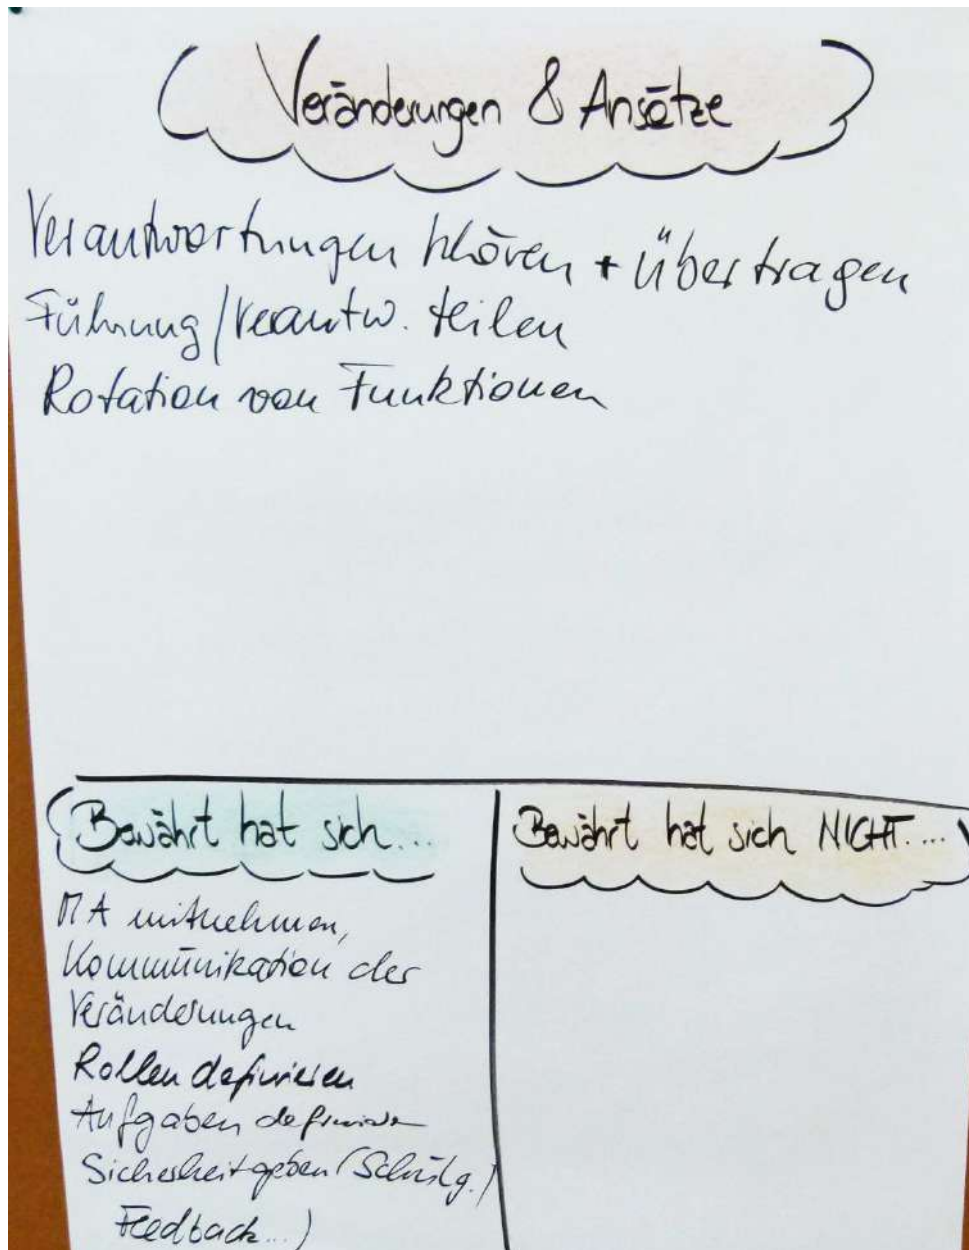 Veränderungen & Ansätze
Verantwortungen klären + Übertragen
Führung/Verantw. teilen
Rotation von Funktionen
Bewährt hat sich...
MA mitnehmen,
Kommunikation der
Veränderungen
Rollen definieren
Aufgaben definieren
Sicherheit geben (Schulg./
Feedback...)
Bewährt hat sich NICHT....